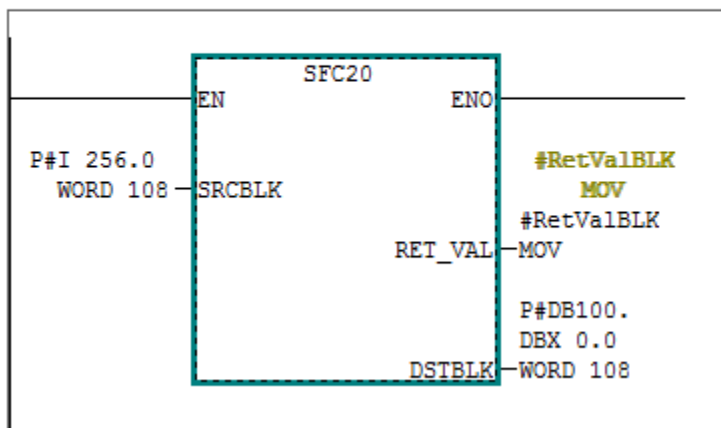 SFC20
EN ENO
P#I 256.0
WORD 108 SRCBLK
#RetValBLK
MOV
#RetValBLK
RET_VAL MOV
P#DB100.
DBX 0.0
DSTBLK WORD 108